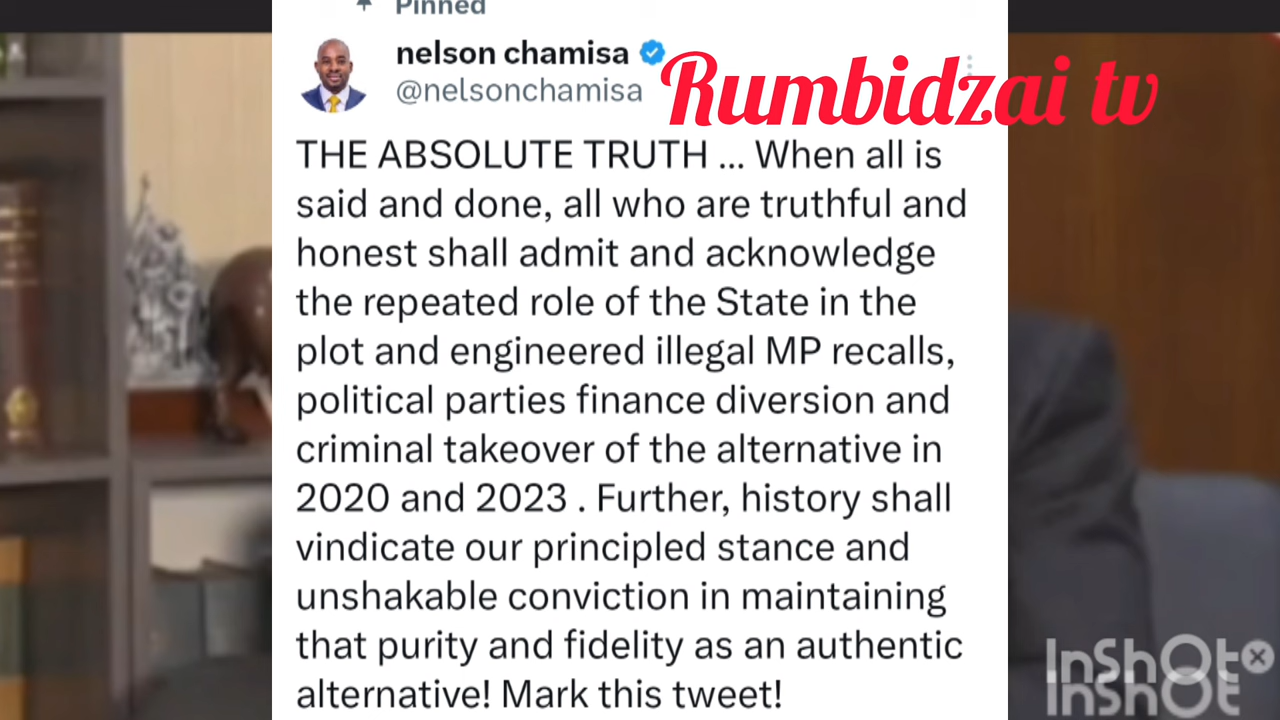 Pinned
nelson chamisa
@nelsonchamisa
Rumbidzai tv
THE ABSOLUTE TRUTH ... When all is
said and done, all who are truthful and
honest shall admit and acknowledge
the repeated role of the State in the
plot and engineered illegal MP recalls,
political parties finance diversion and
criminal takeover of the alternative in
2020 and 2023 . Further, history shall
vindicate our principled stance and
unshakable conviction in maintaining
that purity and fidelity as an authentic
alternative! Mark this tweet!
InShOt
InShOt